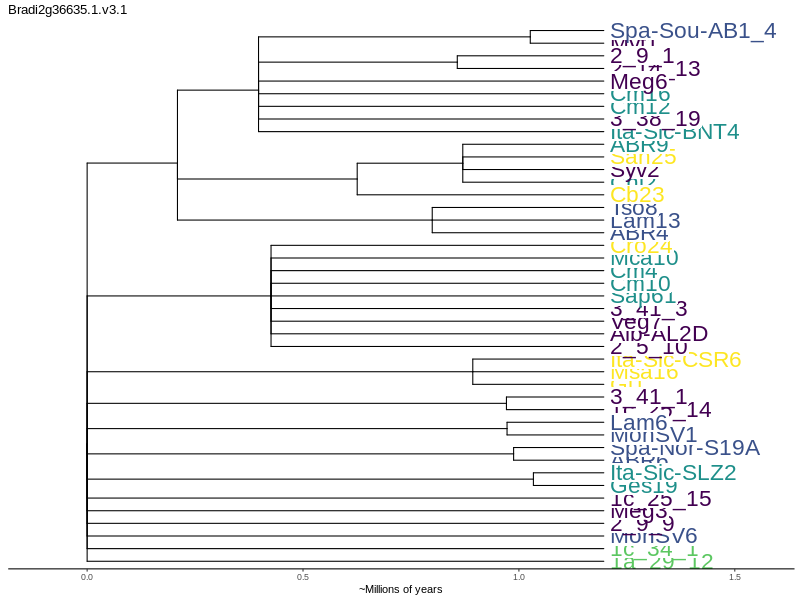 Bradi2g36635.1.v3.1
Spa-Sou-AB1_4
2_9_1
Meg6
Cm16
Cm12
3_38_19
Ita-Sic-BNT4
ABR9
San25
Syv2
Cb23
Tso8
Lam13
ABR4
Cro24
Mca10
Cm4
Cm10
Sap61
3_41_3
Veg7
Alb-AL2D
2_5_10
Ita-Sic-CSR6
Msa16
3_41_1
Lam6
MonSV1
Spa-Nor-S19A
ABR6
Ita-Sic-SLZ2
Ges19
1c_25_15
Meg3
2_9_9
MonSV6
1c_34_1
1a_29_12
0.0 0.5 1.0 1.5
~Millions of years